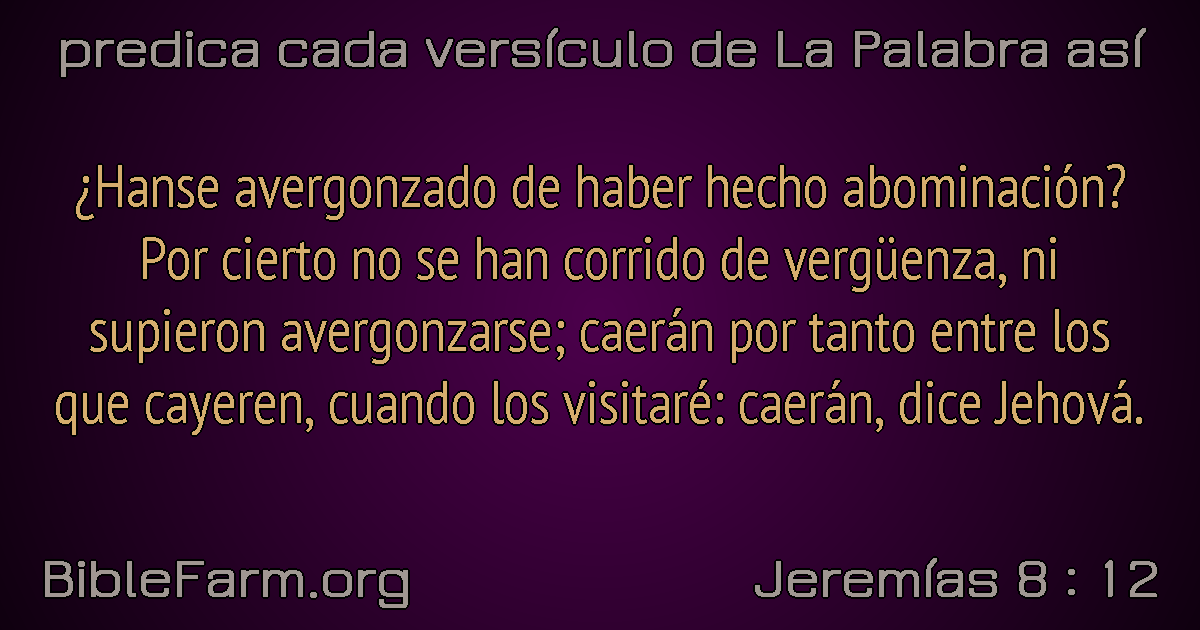 predica cada versículo de La Palabra así
¿Hanse avergonzado de haber hecho abominación?
Por cierto no se han corrido de vergüenza, ni
supieron avergonzarse; caerán por tanto entre los
que cayeren, cuando los visitaré: caerán, dice Jehová.
BibleFarm.org
Jeremías 8 : 12